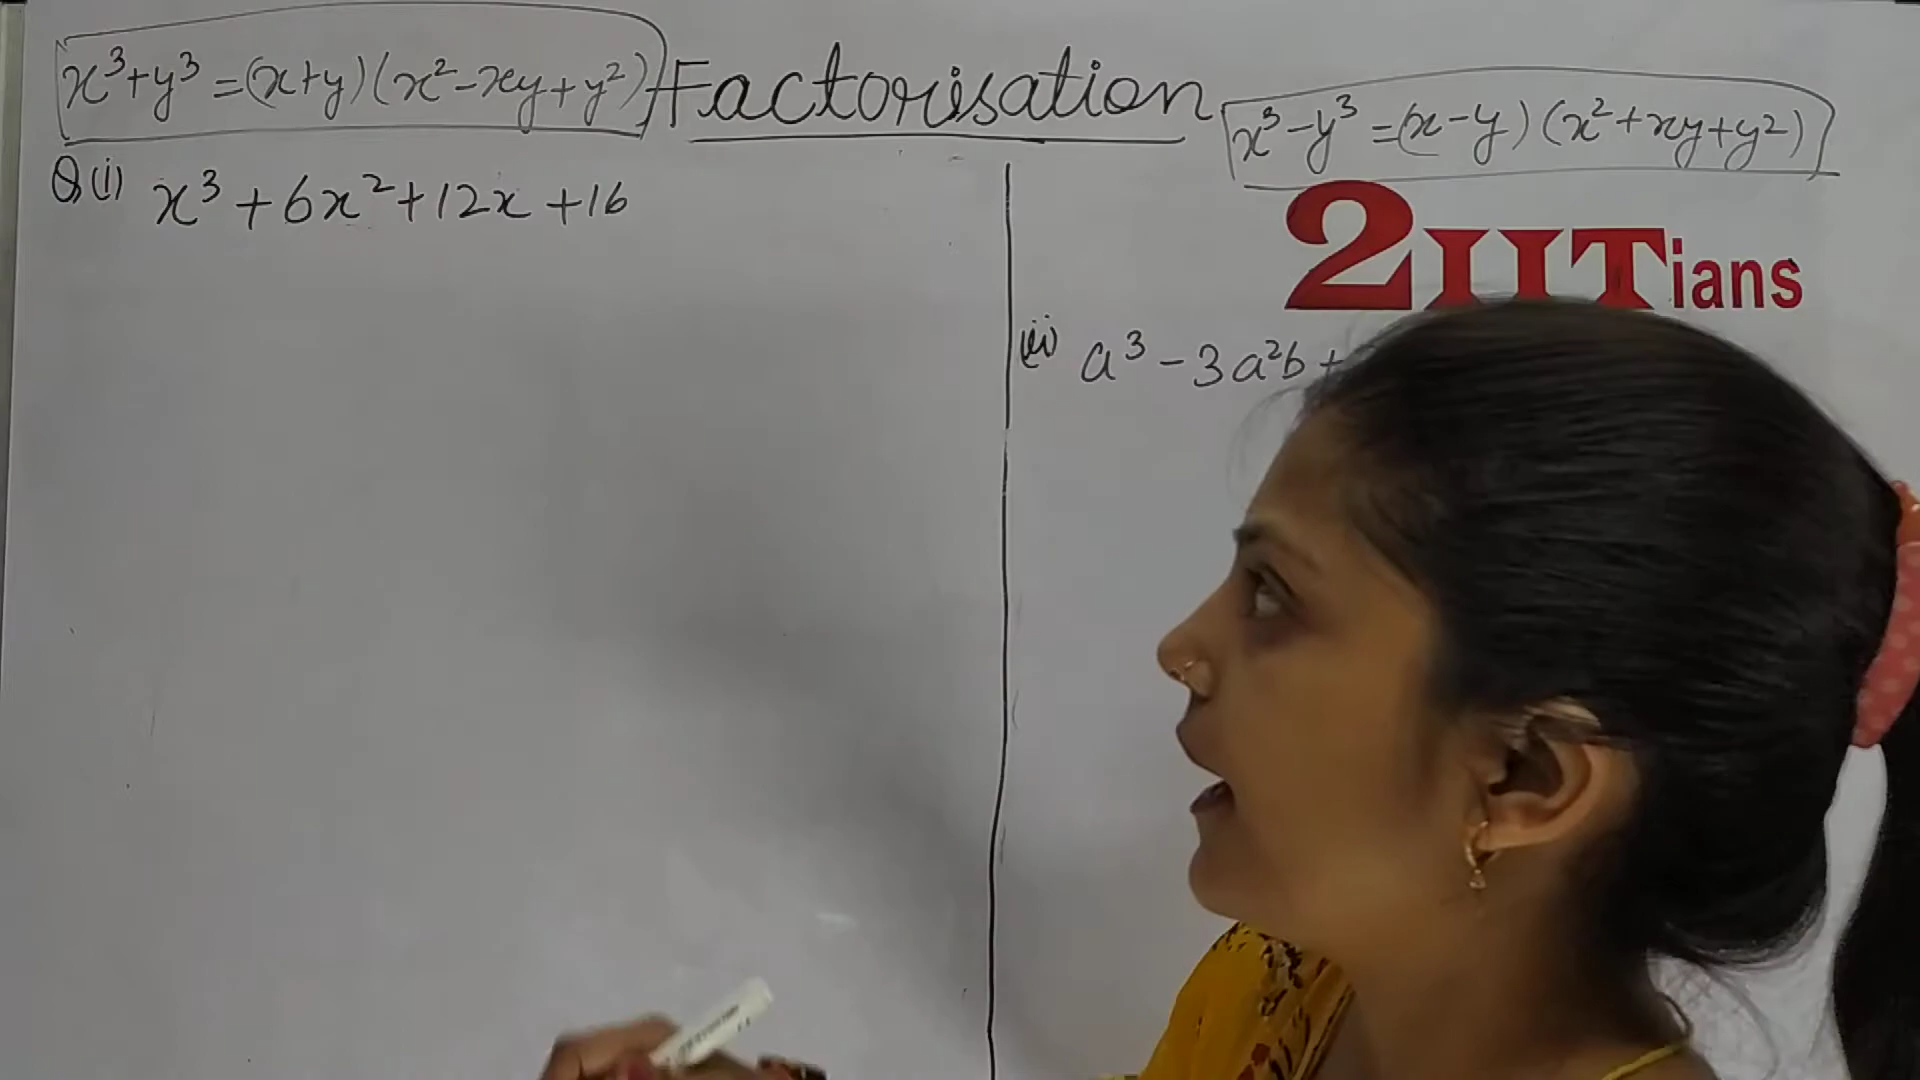 x³+y³ =(x+y)(x²-xy+y²)
Factorisation
x³-y³ =(x-y)(x²+xy+y²)
Q(i) x³+6x²+12x+16
2IITians
(ii) a³-3a²b+